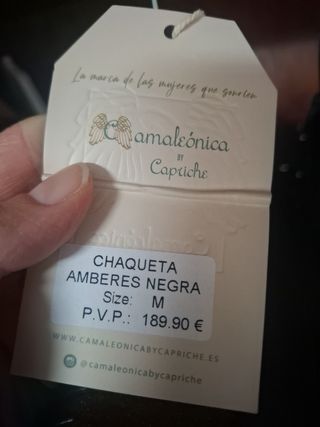 La marca de las mujeres que sonríen
Camaleónica
BY
Capriche
Camaleónica
CHAQUETA
AMBERES NEGRA
Size: M
P.V.P.: 189.90 €
WWW.CAMALEONICABYCAPRICHE.ES
@camaleonicabycapriche